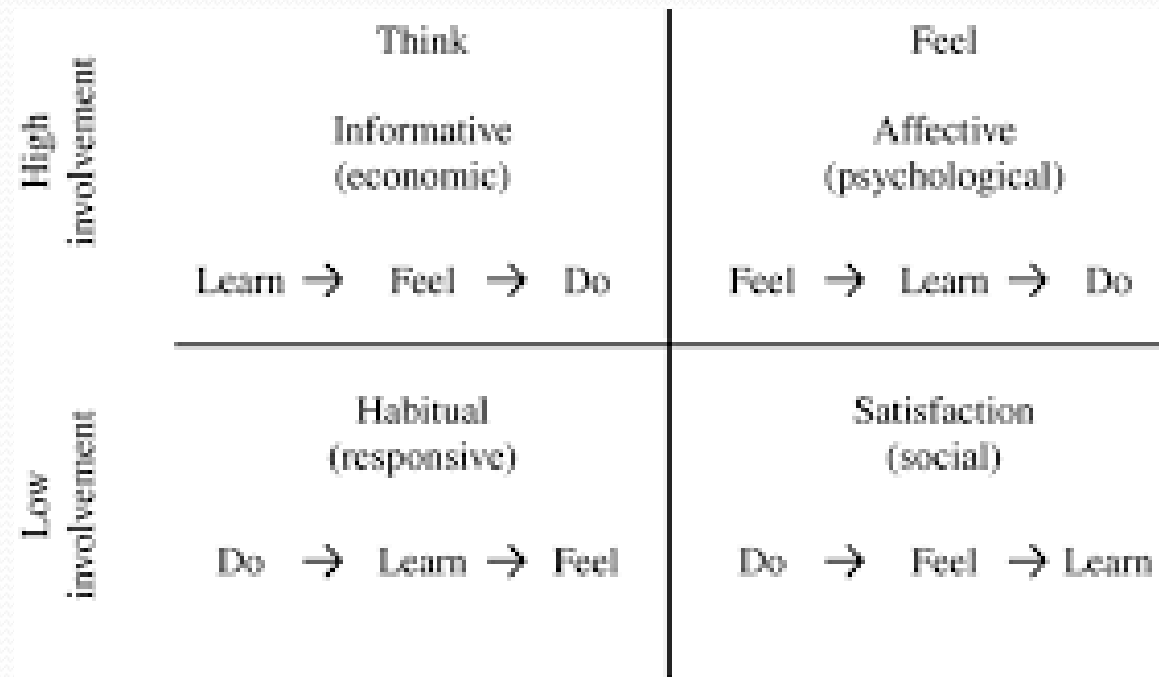 Think
Feel
High
involvement
Informative
(economic)
Affective
(psychological)
Learn → Feel → Do
Feel → Learn → Do
Low
involvement
Habitual
(responsive)
Satisfaction
(social)
Do → Learn → Feel
Do → Feel → Learn